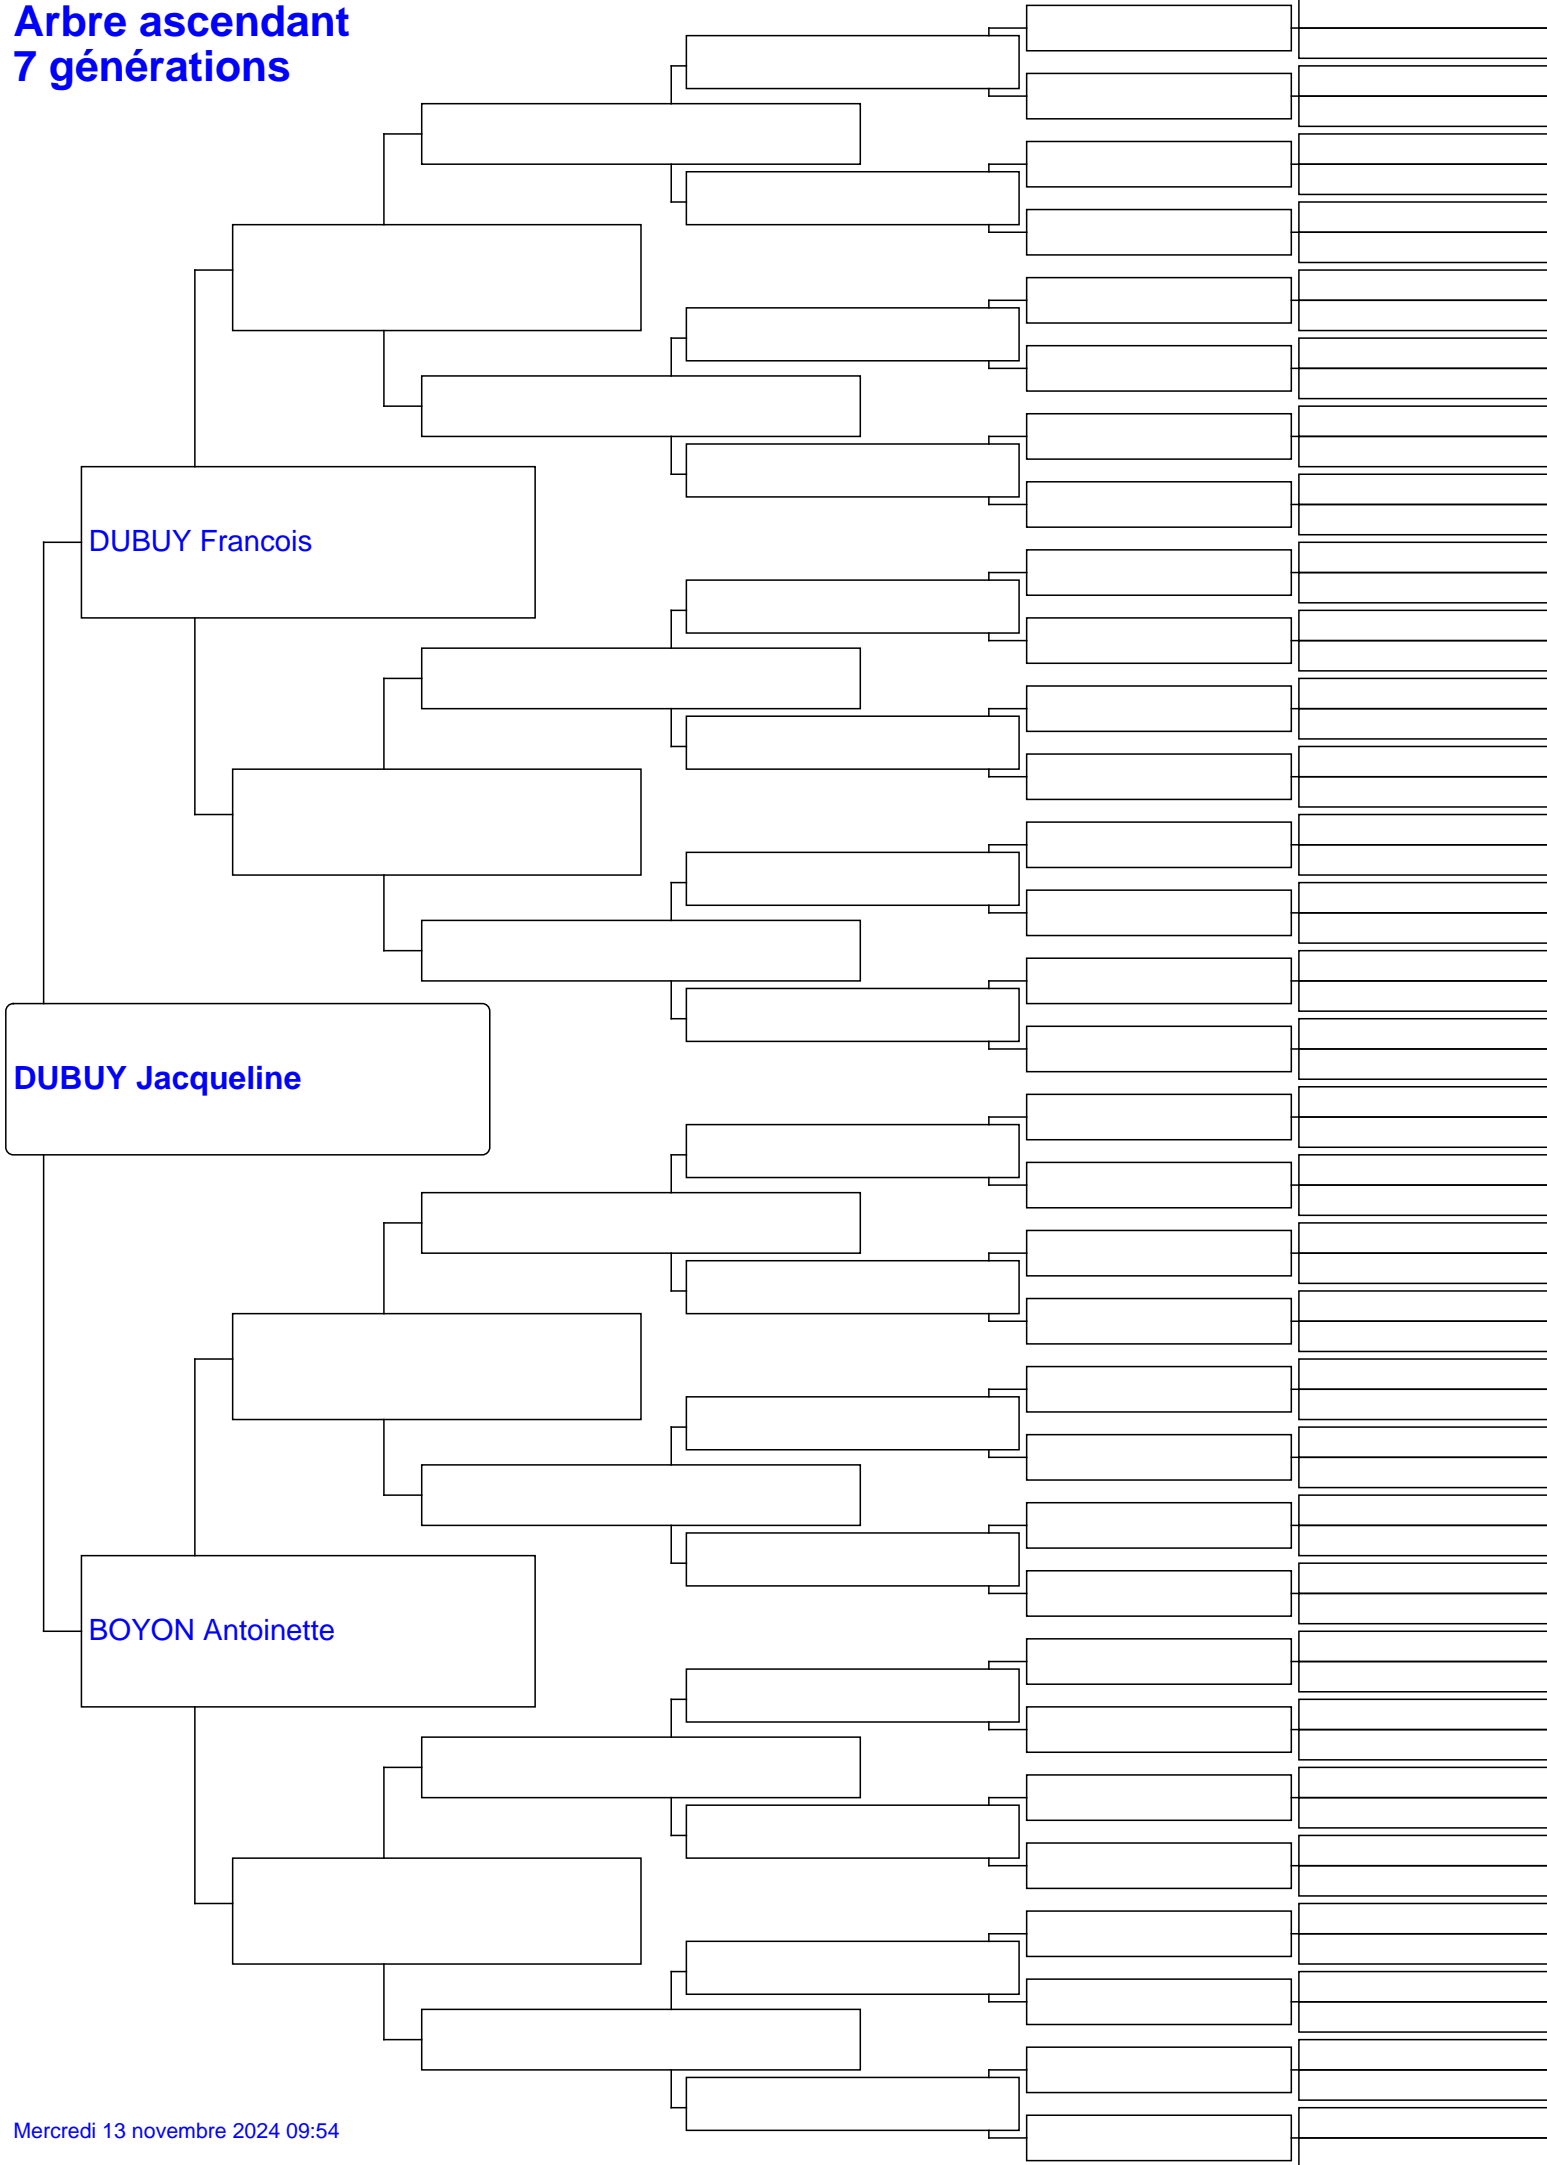 Arbre ascendant
7 générations
DUBUY Francois
DUBUY Jacqueline
BOYON Antoinette
Mercredi 13 novembre 2024 09:54